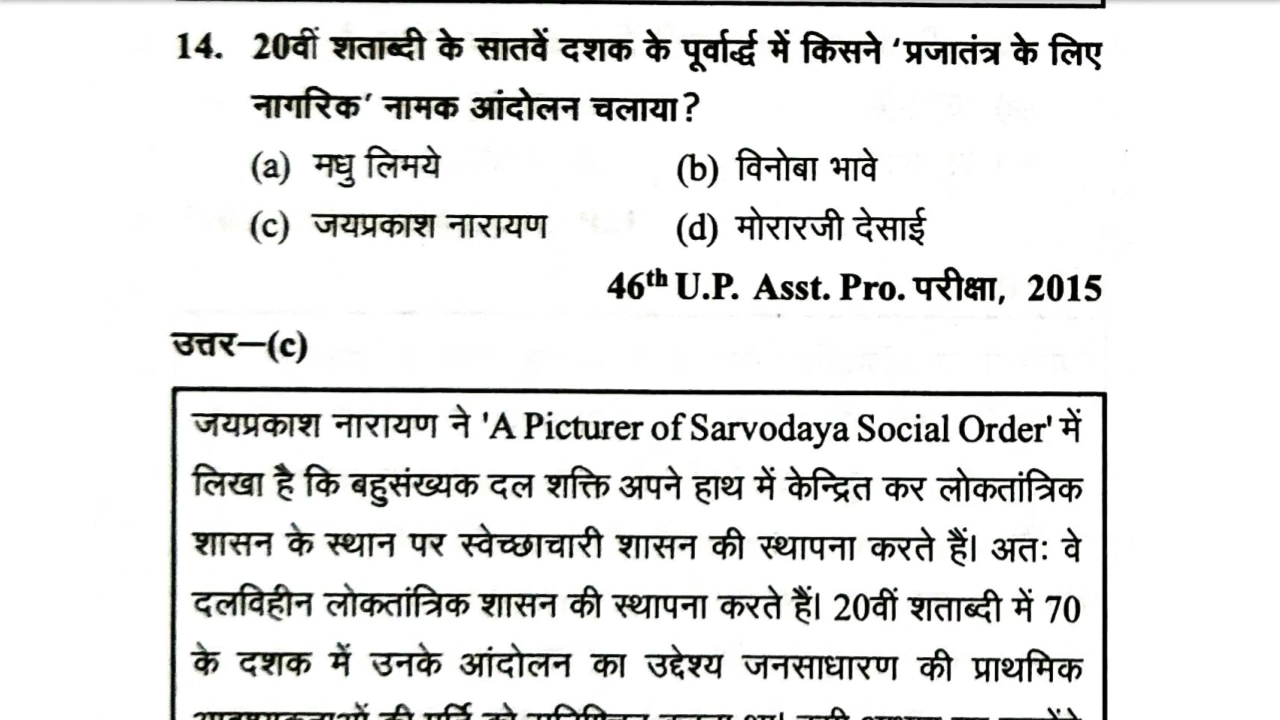 14. 20वीं शताब्दी के सातवें दशक के पूर्वार्द्ध में किसने ‘प्रजातंत्र के लिए
नागरिक’ नामक आंदोलन चलाया?
(a) मधु लिमये (b) विनोबा भावे
(c) जयप्रकाश नारायण (d) मोरारजी देसाई
46th U.P. Asst. Pro. परीक्षा, 2015
उत्तर—(c)
जयप्रकाश नारायण ने 'A Picturer of Sarvodaya Social Order' में
लिखा है कि बहुसंख्यक दल शक्ति अपने हाथ में केन्द्रित कर लोकतांत्रिक
शासन के स्थान पर स्वेच्छाचारी शासन की स्थापना करते हैं। अतः वे
दलविहीन लोकतांत्रिक शासन की स्थापना करते हैं। 20वीं शताब्दी में 70
के दशक में उनके आंदोलन का उद्देश्य जनसाधारण की प्राथमिक